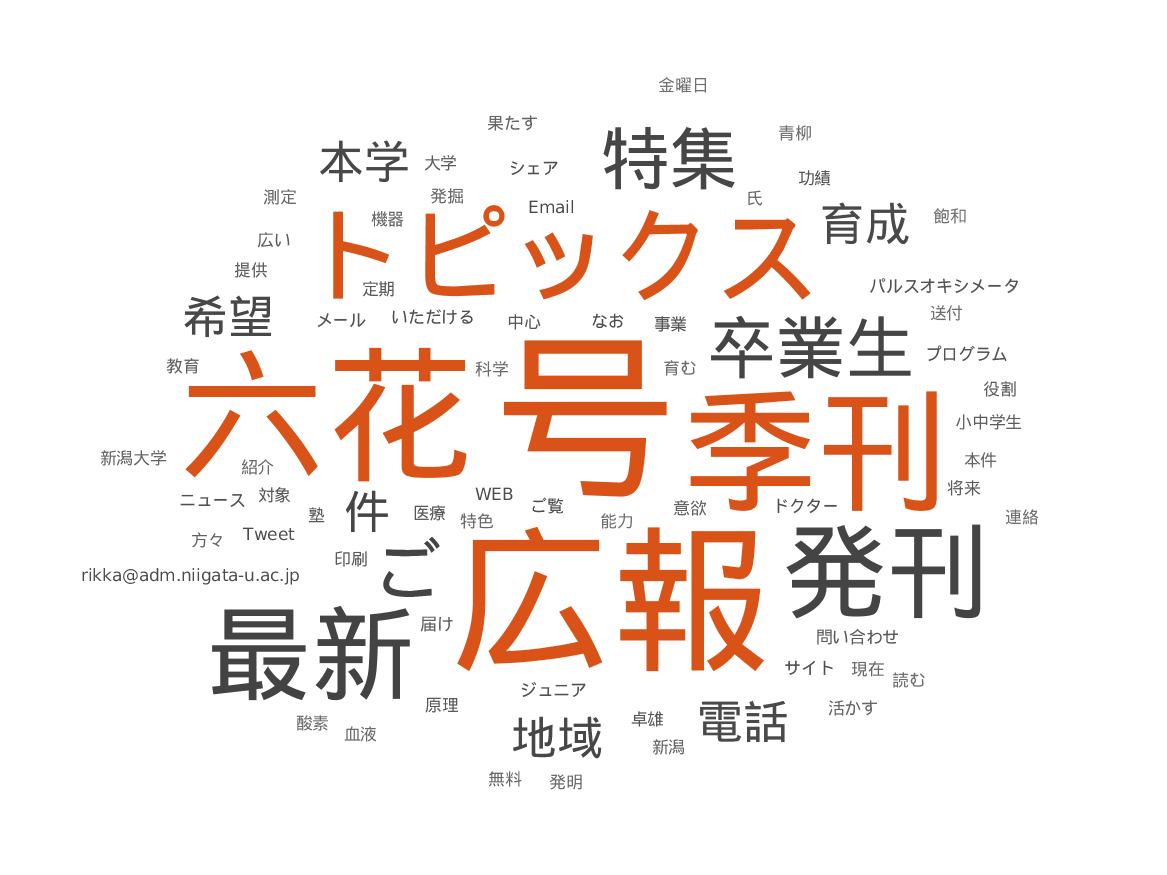 金曜日
果たす
特集
青柳
本学
大学
シェア
功績
測定
発掘
氏
Email
機器
育成
飽和
広い
トピックス
提供
定期
パルスオキシメータ
希望
メール
いただける
中心
なお
事業
送付
卒業生
プログラム
教育
六花
科学
号
育む
季刊
役割
小中学生
新潟大学
紹介
本件
将来
ニュース
対象
塾
件
医療
WEB
特色
ご覧
能力
意欲
ドクター
連絡
方々
Tweet
印刷
ご
広報
発刊
rikka@adm.niigata-u.ac.jp
届け
最新
問い合わせ
サイト
現在
読む
ジュニア
原理
活かす
酸素
血液
地域
卓雄
電話
新潟
無料
発明